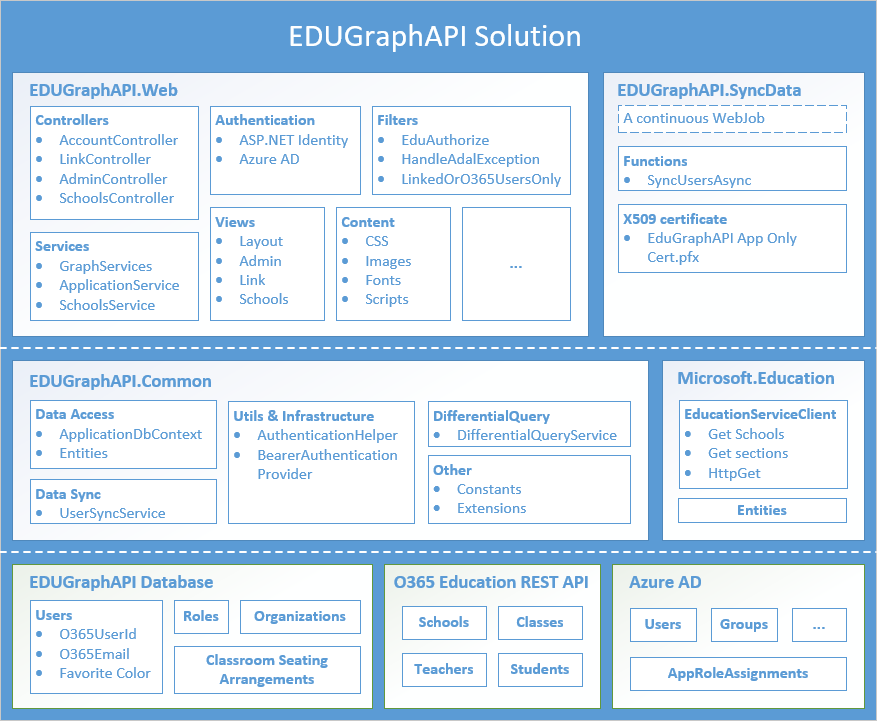 EDUGraphAPI Solution
EDUGraphAPI.Web
Controllers
• AccountController
• LinkController
• AdminController
• SchoolsController
Services
• GraphServices
• ApplicationService
• SchoolsService
Authentication
• ASP.NET Identity
• Azure AD
Filters
• EduAuthorize
• HandleAdalException
• LinkedOrO365UsersOnly
Views
• Layout
• Admin
• Link
• Schools
Content
• CSS
• Images
• Fonts
• Scripts
...
EDUGraphAPI.SyncData
A continuous WebJob
Functions
• SyncUsersAsync
X509 certificate
• EduGraphAPI App Only
Cert.pfx
EDUGraphAPI.Common
Data Access
• ApplicationDbContext
• Entities
Data Sync
• UserSyncService
Utils & Infrastructure
• AuthenticationHelper
• BearerAuthentication
Provider
DifferentialQuery
• DifferentialQueryService
Other
• Constants
• Extensions
Microsoft.Education
EducationServiceClient
• Get Schools
• Get sections
• HttpGet
Entities
EDUGraphAPI Database
Users
• O365UserId
• O365Email
• Favorite Color
Roles
Organizations
Classroom Seating
Arrangements
O365 Education REST API
Schools
Classes
Teachers
Students
Azure AD
Users
Groups
...
AppRoleAssignments